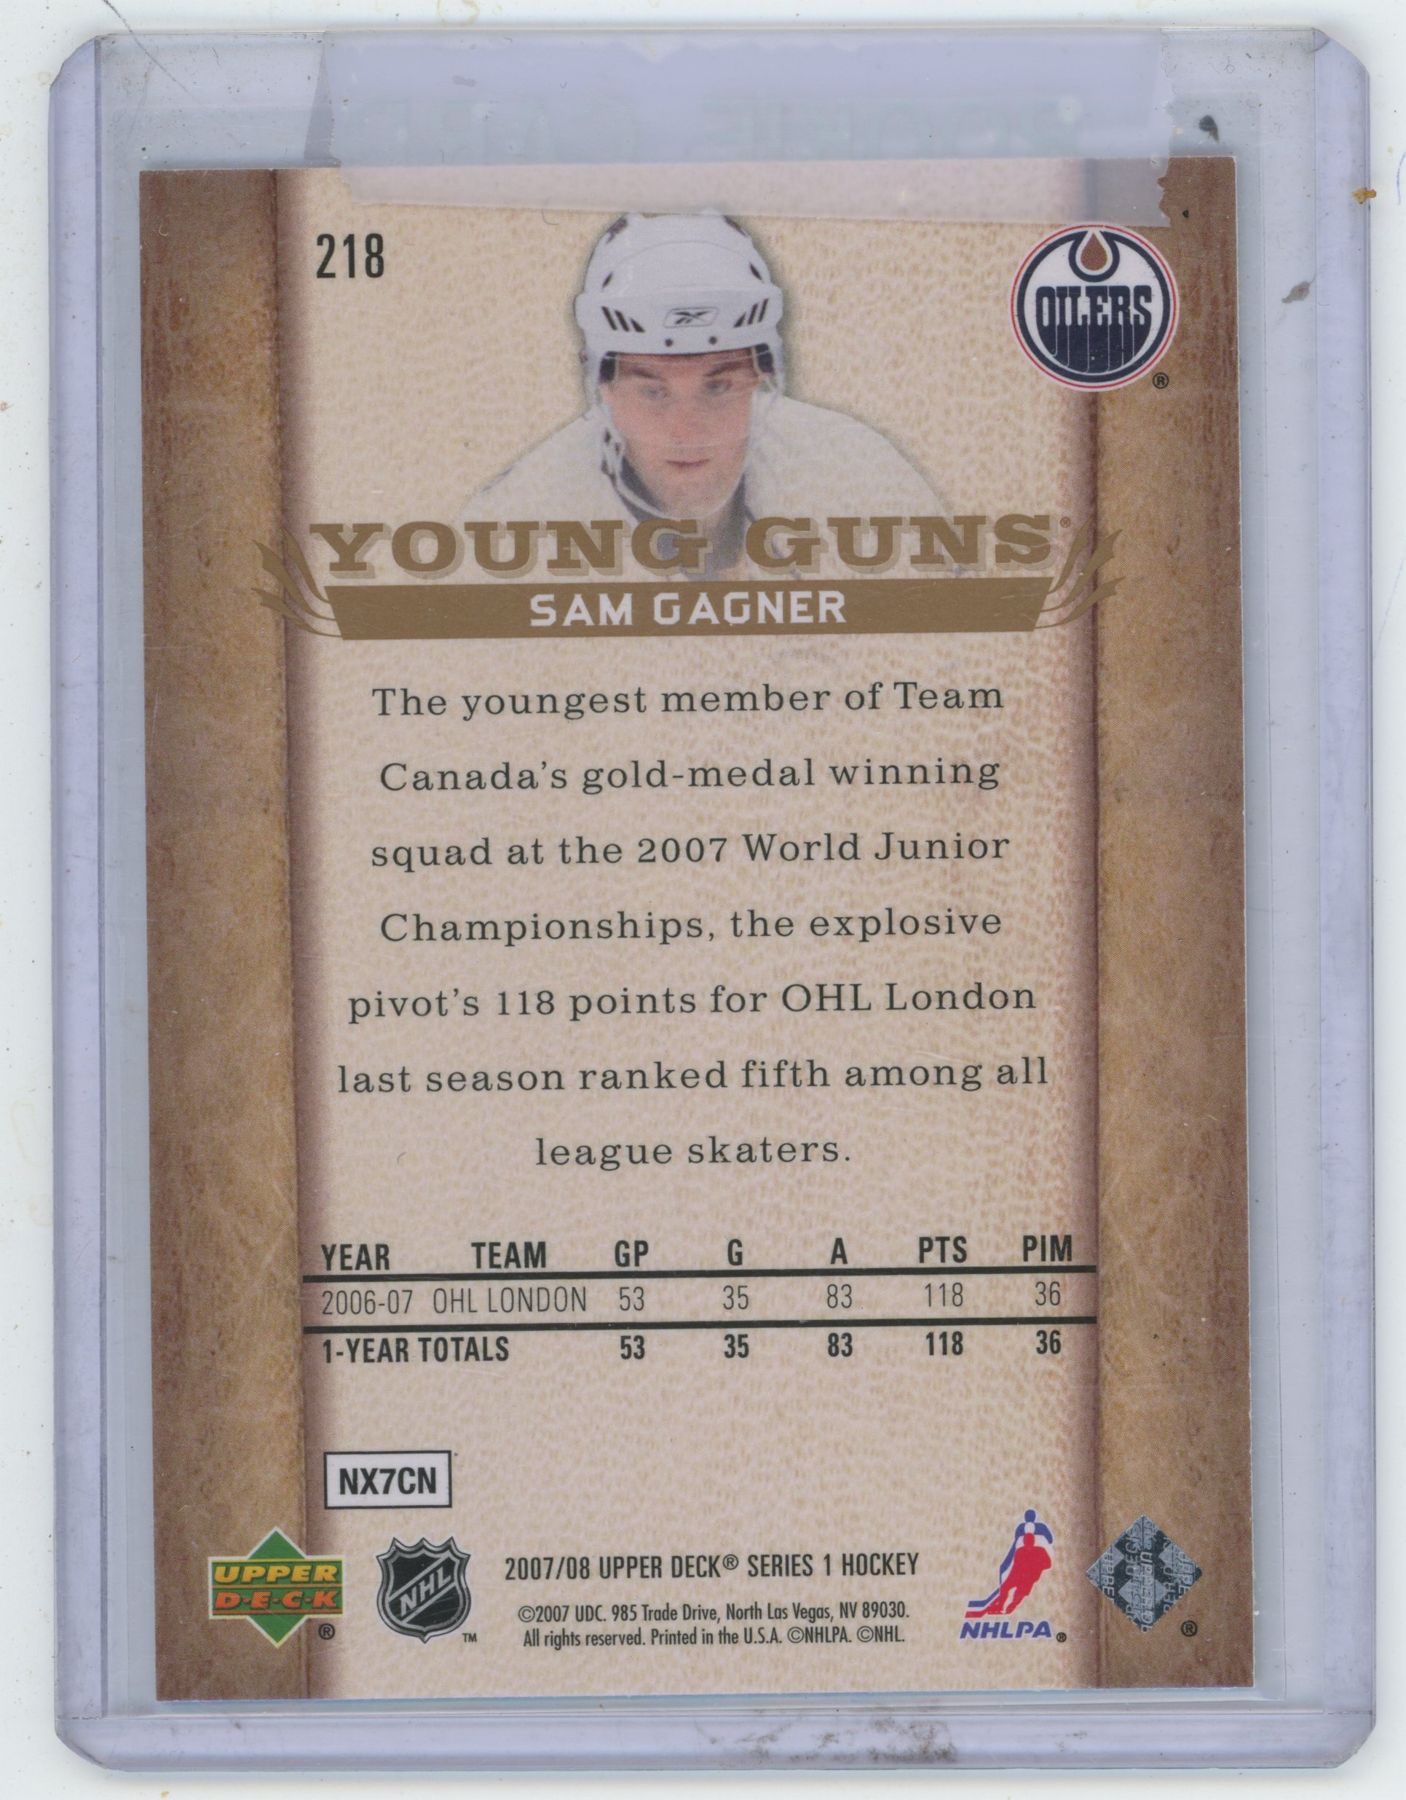 218
OILERS
®
YOUNG GUNS®
SAM GAGNER
The youngest member of Team
Canada's gold-medal winning
squad at the 2007 World Junior
Championships, the explosive
pivot's 118 points for OHL London
last season ranked fifth among all
league skaters.
YEAR TEAM GP G A PTS PIM
2006-07 OHL LONDON 53 35 83 118 36
1-YEAR TOTALS 53 35 83 118 36
NX7CN
UPPER
D·E·C·K
®
NHL
TM
2007/08 UPPER DECK® SERIES 1 HOCKEY
©2007 UDC. 985 Trade Drive, North Las Vegas, NV 89030.
All rights reserved. Printed in the U.S.A. ©NHLPA. ©NHL.
NHLPA®
®